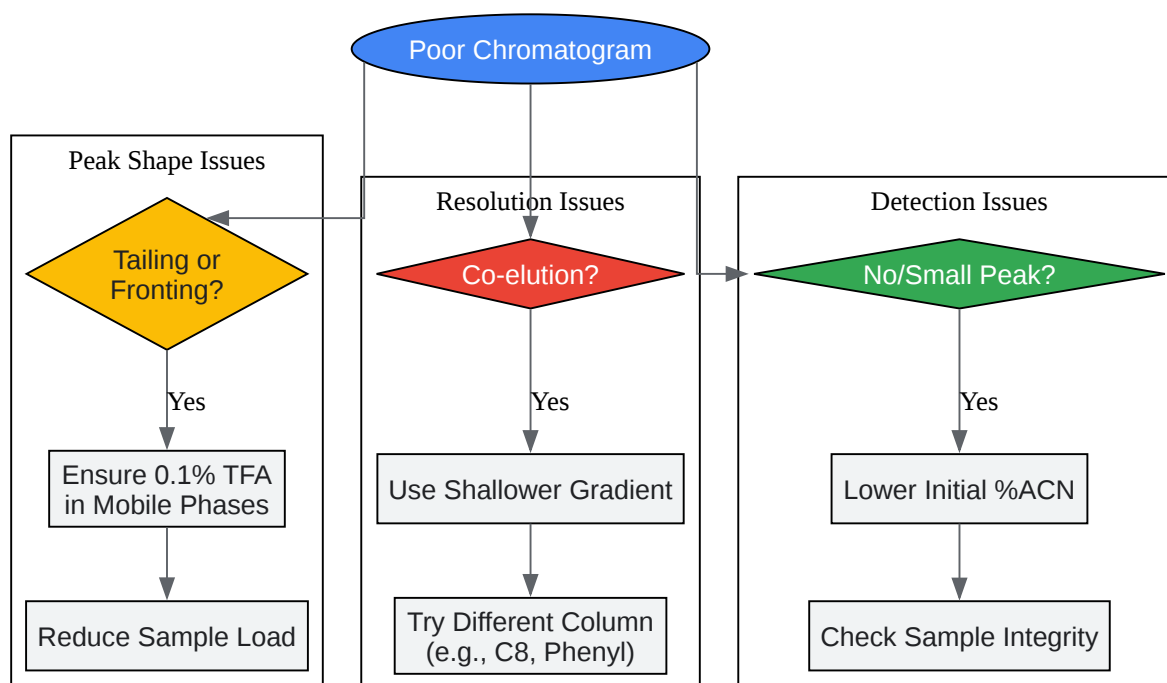 Poor Chromatogram
Peak Shape Issues
Tailing or
Fronting?
Yes
Ensure 0.1% TFA
in Mobile Phases
Reduce Sample Load
Resolution Issues
Co-elution?
Yes
Use Shallower Gradient
Try Different Column
(e.g., C8, Phenyl)
Detection Issues
No/Small Peak?
Yes
Lower Initial %ACN
Check Sample Integrity